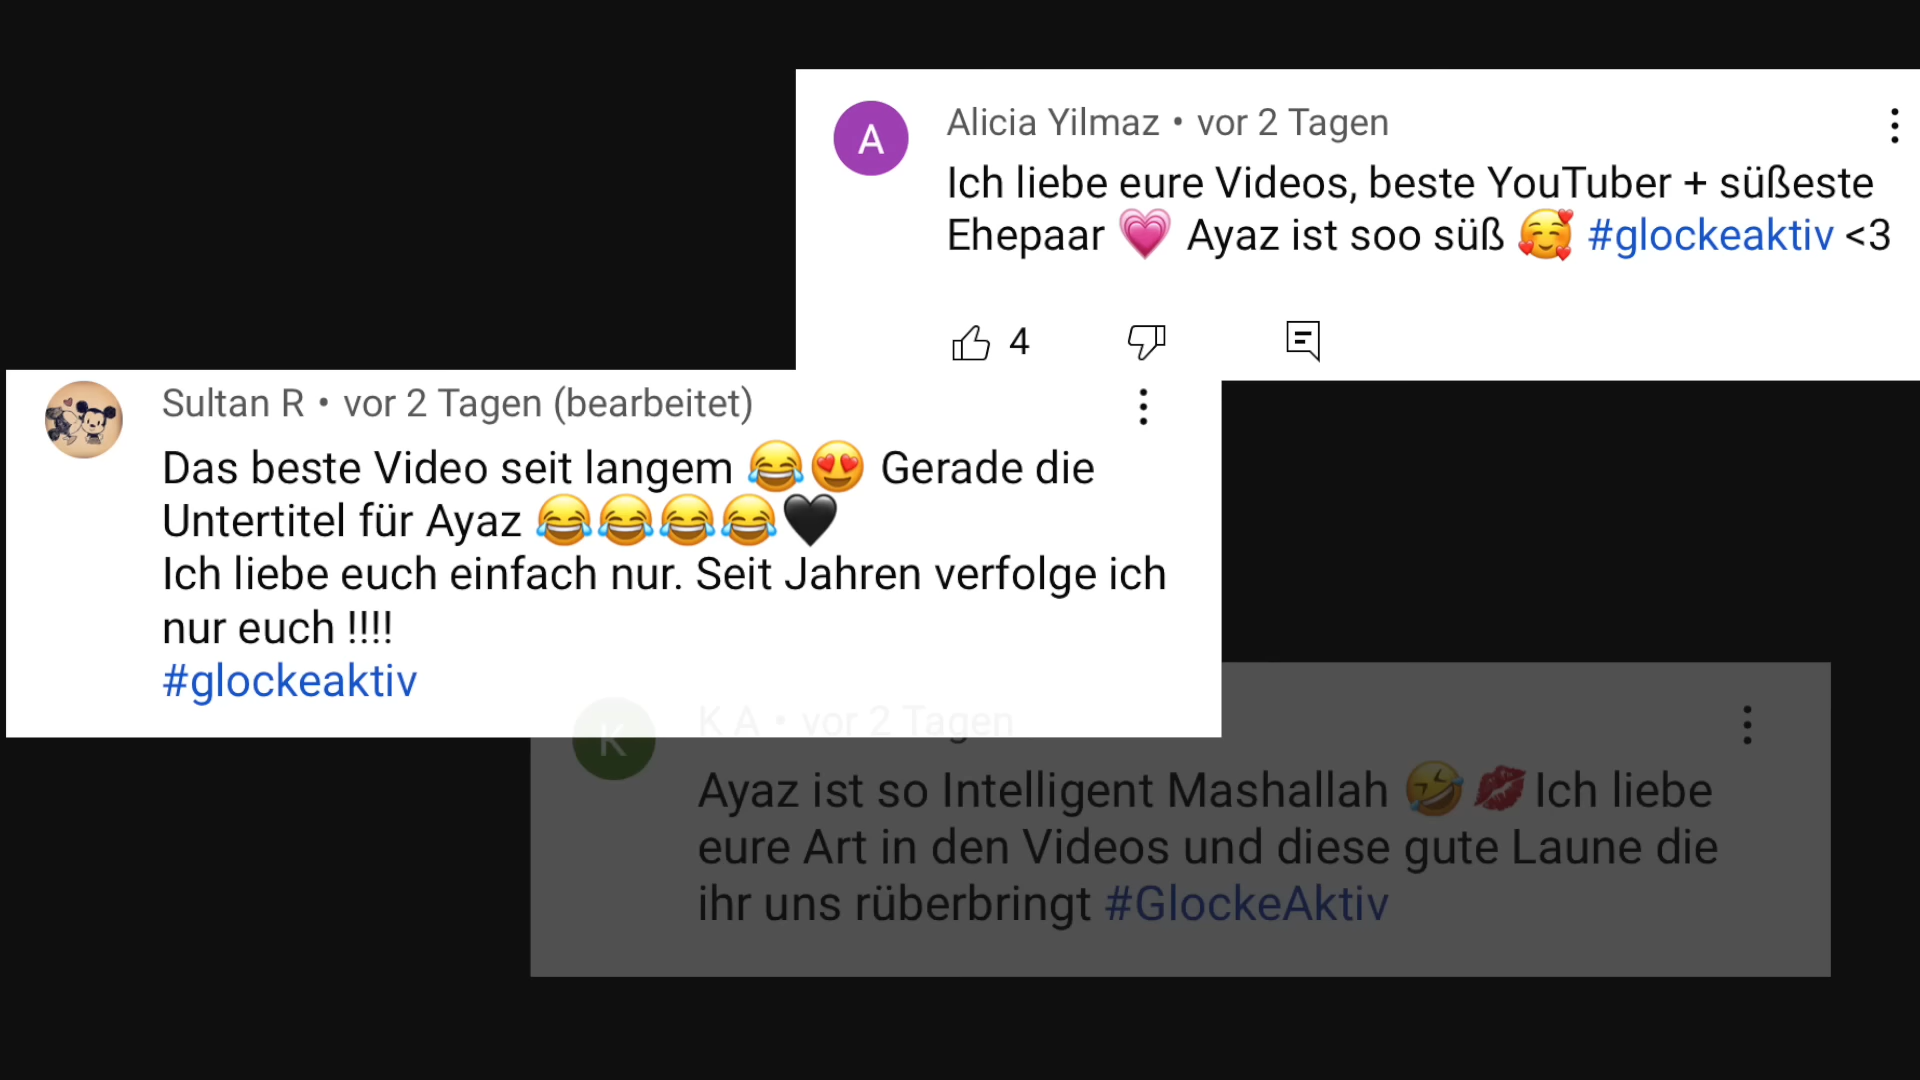 A
Alicia Yilmaz • vor 2 Tagen
Ich liebe eure Videos, beste YouTuber + süßeste
Ehepaar 💗 Ayaz ist soo süß 🥰 #glockeaktiv <3
4
Sultan R • vor 2 Tagen (bearbeitet)
Das beste Video seit langem 😂😍 Gerade die
Untertitel für Ayaz 😂😂😂😂🖤
Ich liebe euch einfach nur. Seit Jahren verfolge ich
nur euch !!!!
#glockeaktiv
K
K A • vor 2 Tagen
Ayaz ist so Intelligent Mashallah 🤣💋 Ich liebe
eure Art in den Videos und diese gute Laune die
ihr uns rüberbringt #GlockeAktiv